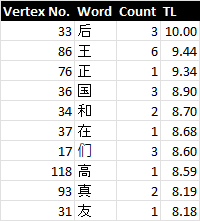 Vertex No. Word Count TL
33 后 3 10.00
86 王 6 9.44
76 正 1 9.34
36 国 3 8.90
34 和 2 8.70
37 在 1 8.68
17 们 3 8.60
118 高 1 8.59
93 真 2 8.19
31 友 1 8.18